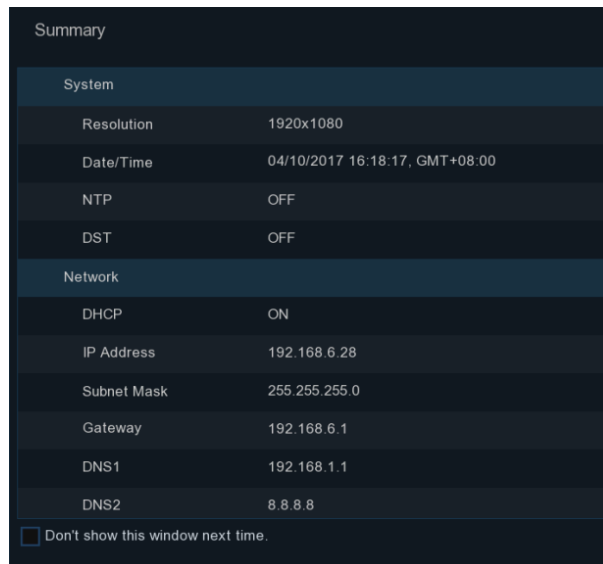 Summary
System
Resolution 1920x1080
Date/Time 04/10/2017 16:18:17, GMT+08:00
NTP OFF
DST OFF
Network
DHCP ON
IP Address 192.168.6.28
Subnet Mask 255.255.255.0
Gateway 192.168.6.1
DNS1 192.168.1.1
DNS2 8.8.8.8
Don't show this window next time.